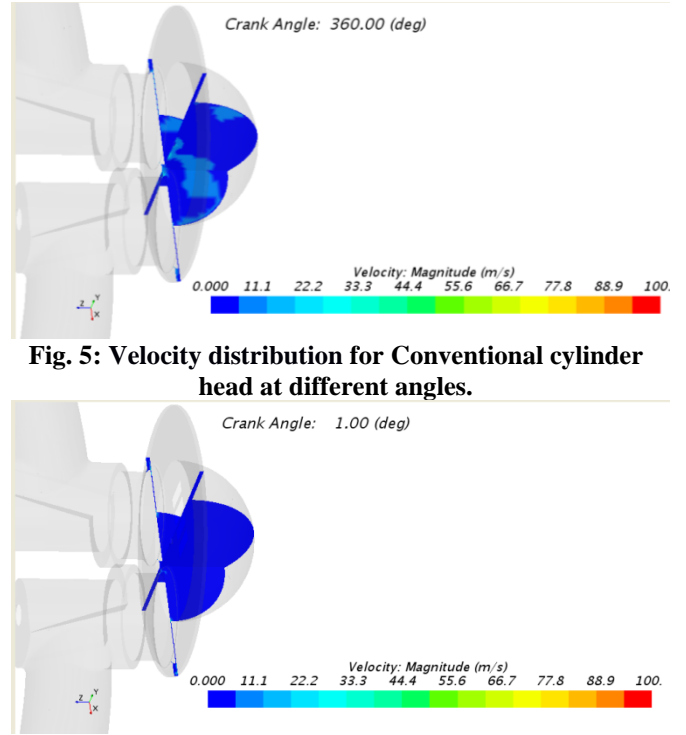 Crank Angle: 360.00 (deg)
Velocity: Magnitude (m/s)
0.000 11.1 22.2 33.3 44.4 55.6 66.7 77.8 88.9 100.
Z Y X
Fig. 5: Velocity distribution for Conventional cylinder
head at different angles.
Crank Angle: 1.00 (deg)
Velocity: Magnitude (m/s)
0.000 11.1 22.2 33.3 44.4 55.6 66.7 77.8 88.9 100.
Z Y X